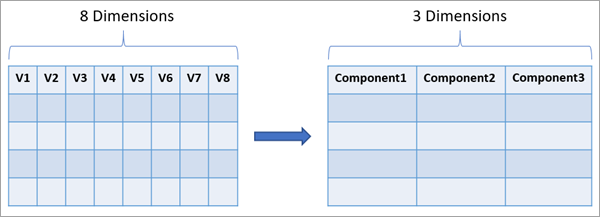 8 Dimensions
3 Dimensions
V1 V2 V3 V4 V5 V6 V7 V8
Component1 Component2 Component3